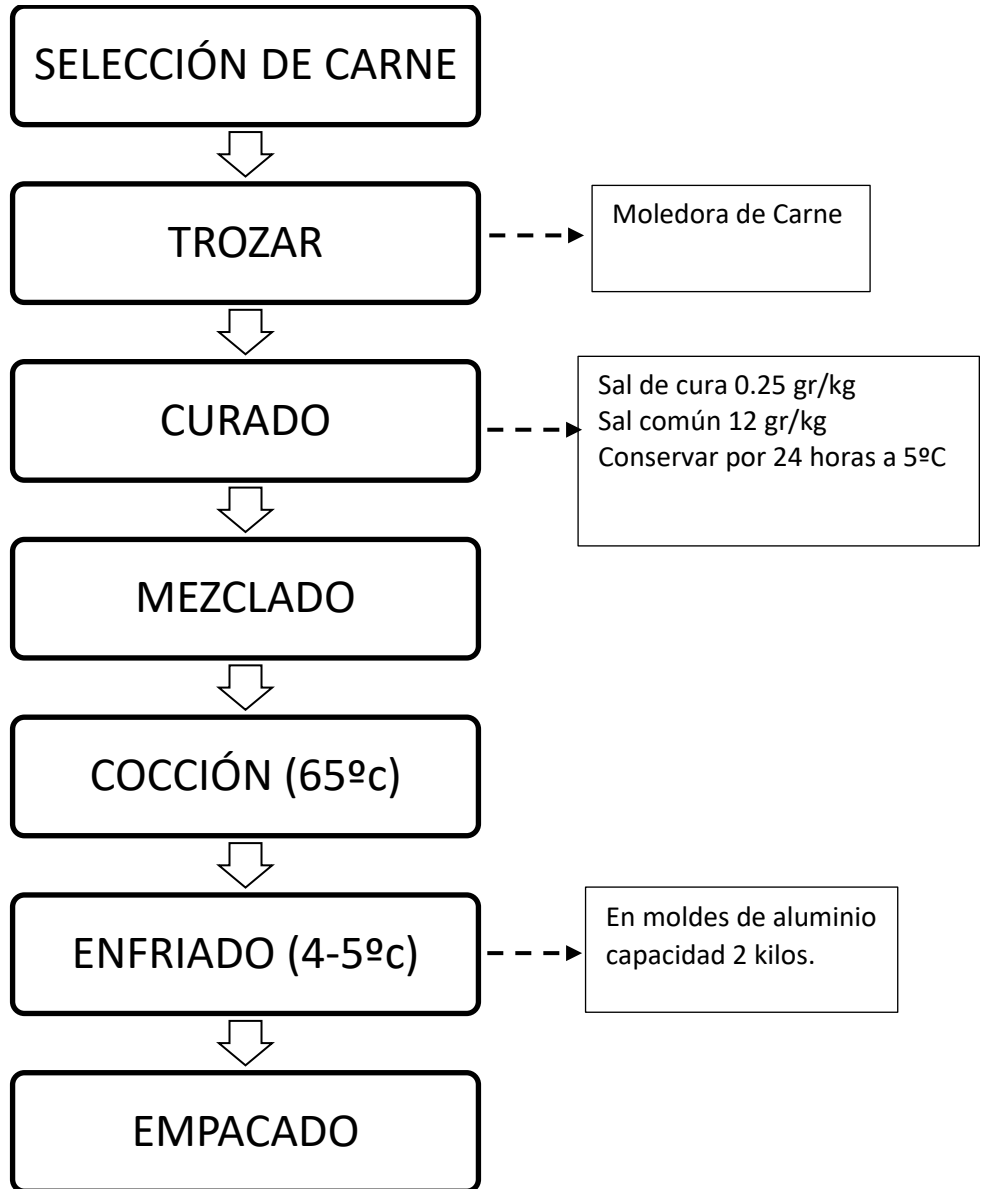 SELECCIÓN DE CARNE
TROZAR
Moledora de Carne
CURADO
Sal de cura 0.25 gr/kg
Sal común 12 gr/kg
Conservar por 24 horas a 5ºC
MEZCLADO
COCCIÓN (65ºc)
ENFRIADO (4-5ºc)
En moldes de aluminio
capacidad 2 kilos.
EMPACADO